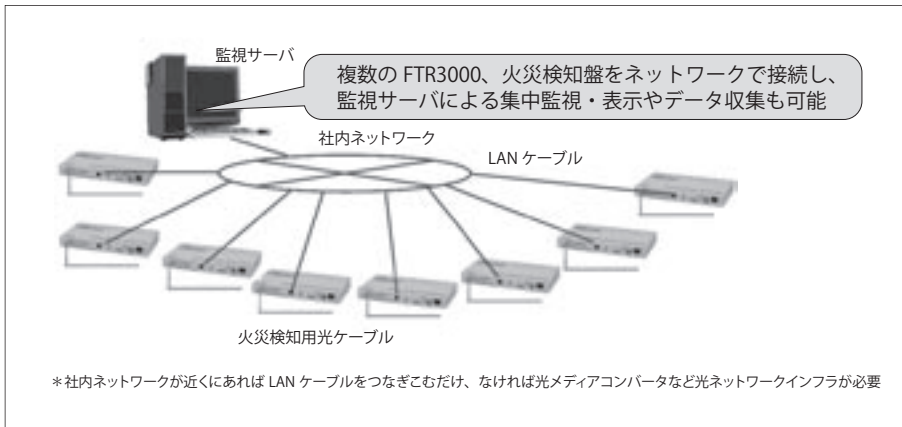 監視サーバ
複数の FTR3000、火災検知盤をネットワークで接続し、
監視サーバによる集中監視・表示やデータ収集も可能
社内ネットワーク
LAN ケーブル
火災検知用光ケーブル
＊社内ネットワークが近くにあれば LAN ケーブルをつなぎこむだけ、なければ光メディアコンバータなど光ネットワークインフラが必要